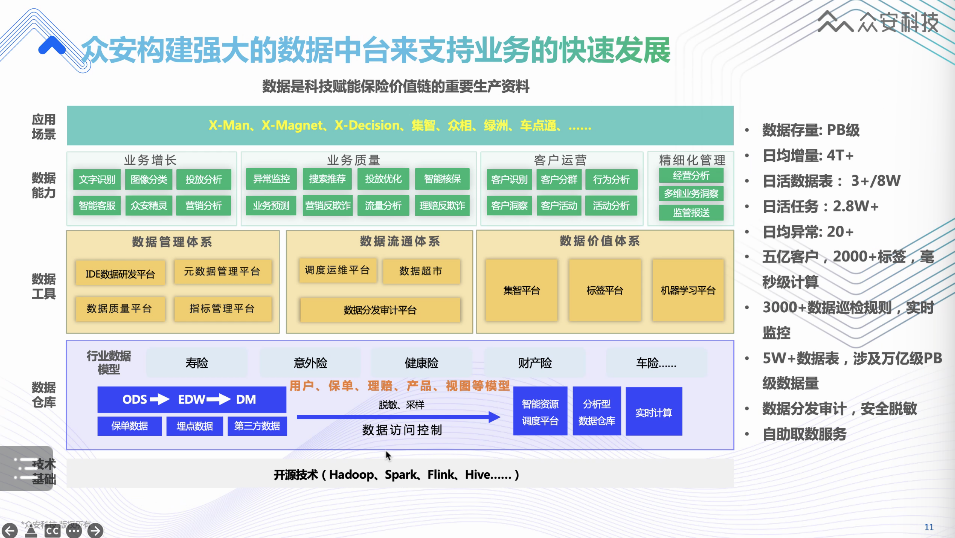 众安科技
众安构建强大的数据中台来支持业务的快速发展
数据是科技赋能保险价值链的重要生产资料
应用
场景
X-Man、X-Magnet、X-Decision、集智、众相、绿洲、车点通、......
数据
能力
业务增长
文字识别 图像分类 投放分析
智能客服 众安精灵 营销分析
业务质量
异常监控 搜索推荐 投放优化 智能核保
业务预测 营销反欺诈 流量分析 理赔反欺诈
客户运营
客户识别 客户分群 行为分析
客户洞察 客户活动 活动分析
精细化管理
经营分析
多维业务洞察
监管报送
数据
工具
数据管理体系
IDE数据研发平台 元数据管理平台
数据质量平台 指标管理平台
数据流通体系
调度运维平台 数据超市
数据分发审计平台
数据价值体系
集智平台 标签平台 机器学习平台
数据
仓库
行业数据
模型
寿险 意外险 健康险 财产险 车险......
用户、保单、理赔、产品、视图等模型
ODS EDW DM
保单数据 埋点数据 第三方数据
脱敏、采样
数据访问控制
智能资源
调度平台
分析型
数据仓库
实时计算
技术
基础
开源技术（Hadoop、Spark、Flink、Hive......）
• 数据存量: PB级
• 日均增量: 4T+
• 日活数据表： 3+/8W
• 日活任务：2.8W+
• 日均异常: 20+
• 五亿客户，2000+标签，毫
秒级计算
• 3000+数据巡检规则，实时
监控
• 5W+数据表，涉及万亿级PB
级数据量
• 数据分发审计，安全脱敏
• 自助取数服务
CC
11